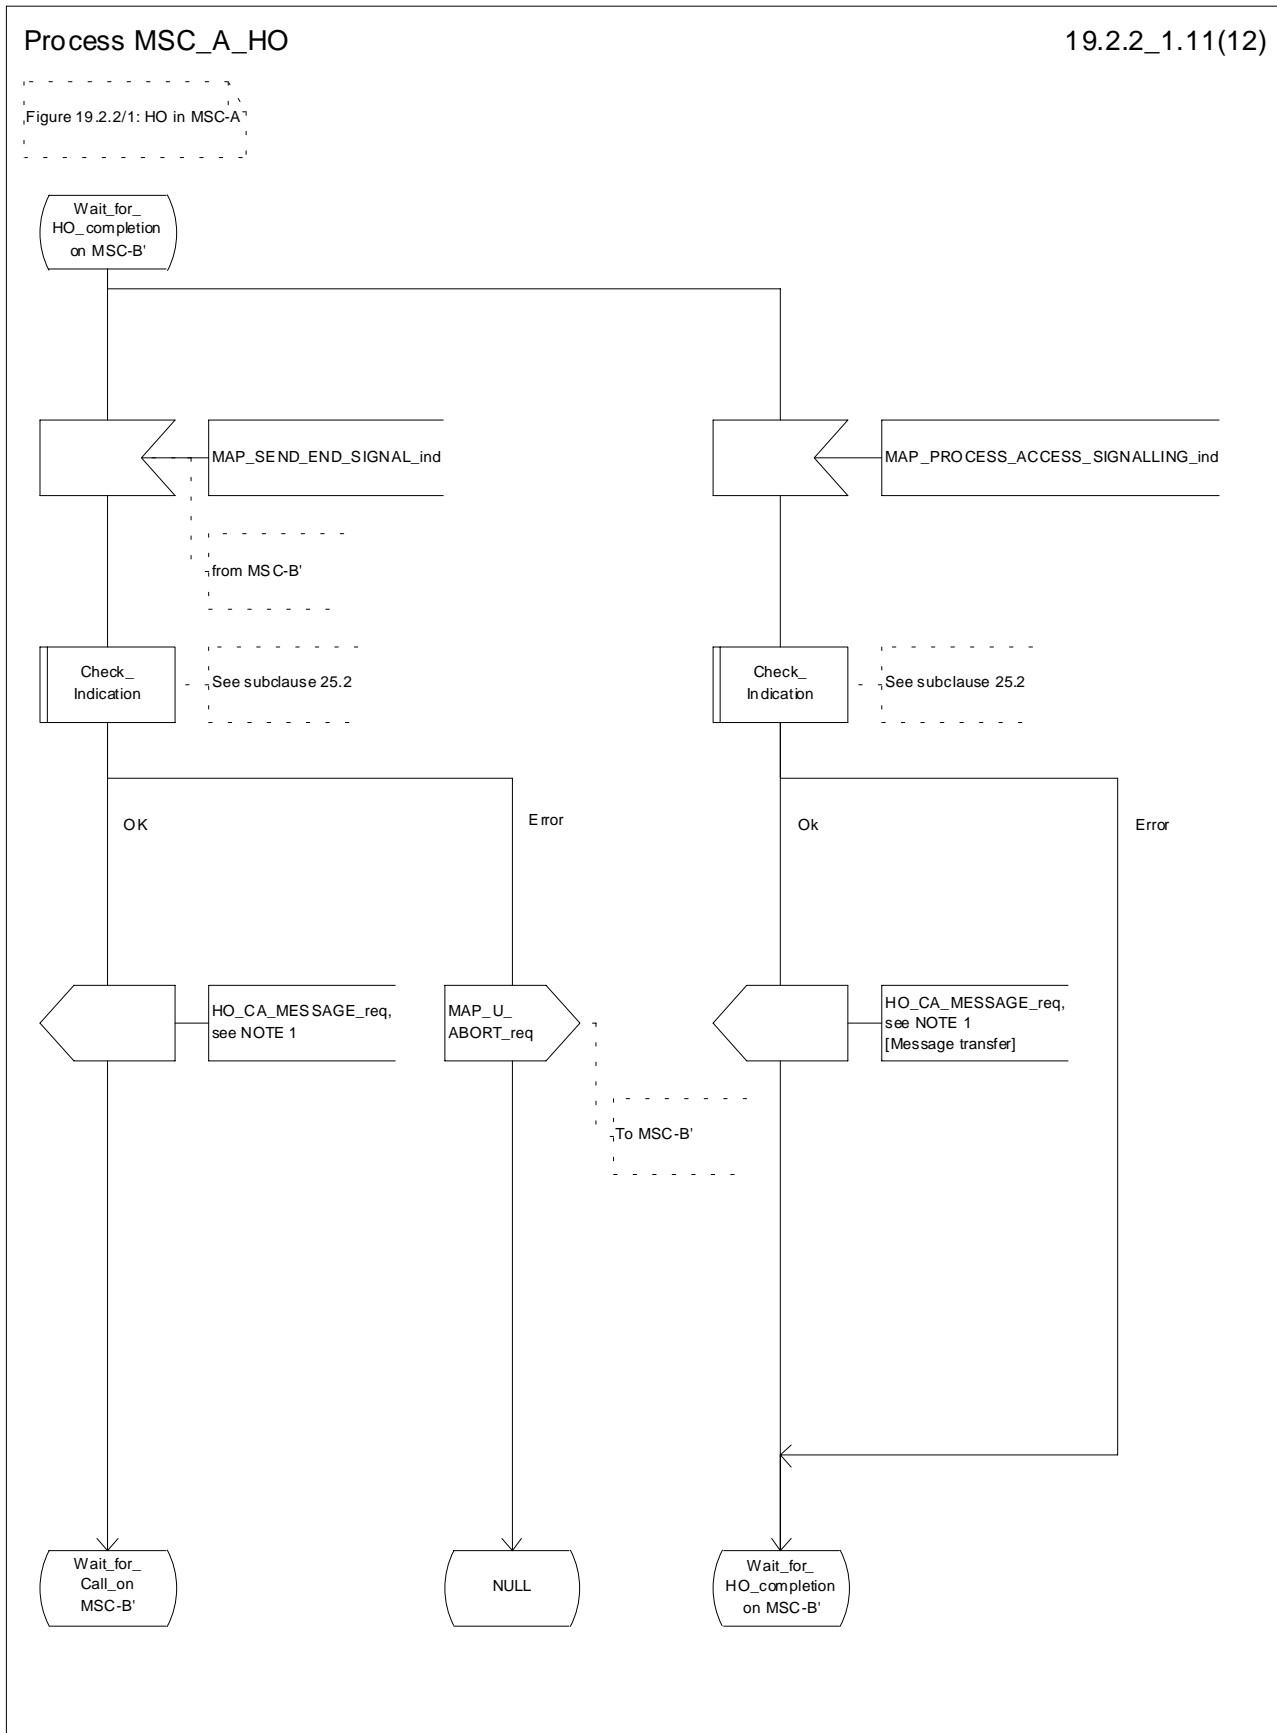 Process MSC_A_HO
19.2.2_1.11(12)
Figure 19.2.2/1: HO in MSC-A
Wait_for_
HO_completion
on MSC-B'
MAP_SEND_END_SIGNAL_ind
MAP_PROCESS_ACCESS_SIGNALLING_ind
from MSC-B'
Check_
Indication
See subclause 25.2
Check_
Indication
See subclause 25.2
OK
Error
Ok
Error
HO_CA_MESSAGE_req,
see NOTE 1
MAP_U_
ABORT_req
HO_CA_MESSAGE_req,
see NOTE 1
[Message transfer]
To MSC-B'
Wait_for_
Call_on
MSC-B'
NULL
Wait_for_
HO_completion
on MSC-B'